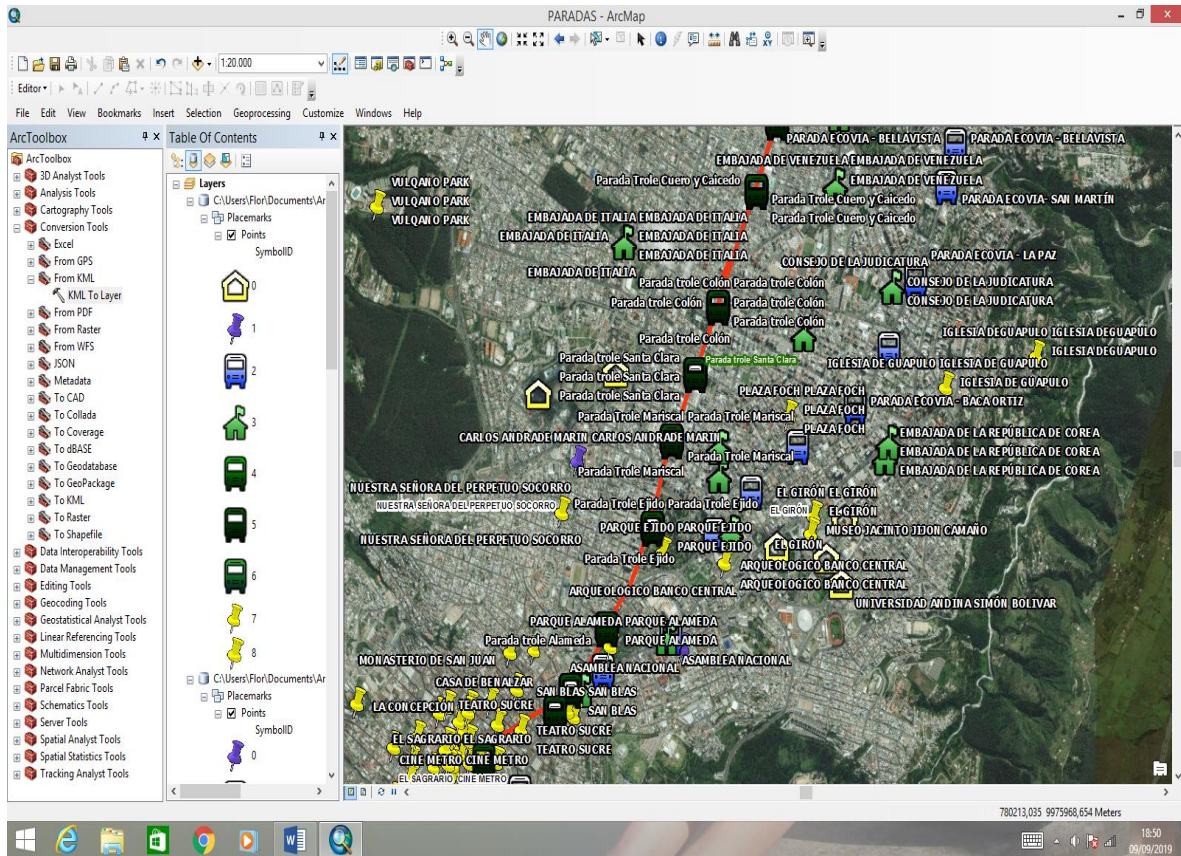 PARADAS - ArcMap
1:20.000
Editor
File Edit View Bookmarks Insert Selection Geoprocessing Customize Windows Help
ArcToolbox
ArcToolbox
3D Analyst Tools
Analysis Tools
Cartography Tools
Conversion Tools
Excel
From GPS
From KML
KML To Layer
From PDF
From Raster
From WFS
JSON
Metadata
To CAD
To Collada
To Coverage
To dBASE
To Geodatabase
To GeoPackage
To KML
To Raster
To Shapefile
Data Interoperability Tools
Data Management Tools
Editing Tools
Geocoding Tools
Geostatistical Analyst Tools
Linear Referencing Tools
Multidimension Tools
Network Analyst Tools
Parcel Fabric Tools
Schematics Tools
Server Tools
Spatial Analyst Tools
Spatial Statistics Tools
Tracking Analyst Tools
Table Of Contents
Layers
C:\Users\Flor\Documents\Ar
Placemarks
Points
SymbolID
0
1
2
3
4
5
6
7
8
C:\Users\Flor\Documents\Ar
Placemarks
Points
SymbolID
0
PARADA ECOVIA - BELLAVISTA PARADA ECOVIA - BELLAVISTA
EMBAJADA DE VENEZUELA EMBAJADA DE VENEZUELA
VULQANO PARK
Parada Trole Cuero y Caicedo
EMBAJADA DE VENEZUELA
VULQANO PARK
Parada Trole Cuero y Caicedo
PARADA ECOVIA- SAN MARTÍN
VULQANO PARK
EMBAJADA DE ITALIA EMBAJADA DE ITALIA
Parada Trole Cuero y Caicedo
EMBAJADA DE ITALIA
EMBAJADA DE ITALIA
EMBAJADA DE ITALIA
PARADA ECOVIA - LA PAZ
CONSEJO DE LA JUDICATURA
EMBAJADA DE ITALIA
Parada trole Colón Parada trole Colón
CONSEJO DE LA JUDICATURA
Parada trole Colón
Parada trole Colón
CONSEJO DE LA JUDICATURA
Parada trole Colón
Parada trole Colón
IGLESIA DE GUAPULO IGLESIA DE GUAPULO
Parada trole Santa Clara
Parada trole Santa Clara
IGLESIA DE GUAPULO IGLESIA DE GUAPULO
IGLESIA DE GUAPULO
Parada trole Santa Clara
IGLESIA DE GUAPULO
Parada trole Santa Clara
PLAZA FOCH PLAZA FOCH
PARADA ECOVIA - BACA ORTIZ
Parada Trole Mariscal Parada Trole Mariscal
PLAZA FOCH
PLAZA FOCH
CARLOS ANDRADE MARIN CARLOS ANDRADE MARIN
EMBAJADA DE LA REPÚBLICA DE COREA
Parada Trole Mariscal
EMBAJADA DE LA REPÚBLICA DE COREA
Parada Trole Mariscal
EMBAJADA DE LA REPÚBLICA DE COREA
NUESTRA SEÑORA DEL PERPETUO SOCORRO
EL GIRÓN EL GIRÓN
NUESTRA SEÑORA DEL PERPETUO SOCORRO
Parada Trole Ejido Parada Trole Ejido
EL GIRÓN
EL GIRÓN
PARQUE EJIDO PARQUE EJIDO
MUSEO JACINTO JIJON CAMAÑO
NUESTRA SEÑORA DEL PERPETUO SOCORRO
PARQUE EJIDO
EL GIRÓN
Parada Trole Ejido
ARQUEOLOGICO BANCO CENTRAL
ARQUEOLOGICO BANCO CENTRAL
ARQUEOLOGICO BANCO CENTRAL
UNIVERSIDAD ANDINA SIMÓN BOLIVAR
PARQUE ALAMEDA PARQUE ALAMEDA
Parada trole Alameda
PARQUE ALAMEDA
MONASTERIO DE SAN JUAN
ASAMBLEA NACIONAL
ASAMBLEA NACIONAL
CASA DE BENALZAR
SAN BLAS SAN BLAS
LA CONCEPCIÓN
TEATRO SUCRE
SAN BLAS
TEATRO SUCRE
EL SAGRARIO EL SAGRARIO
TEATRO SUCRE
CINE METRO CINE METRO
EL SAGRARIO CINE METRO
780213,035 9975968,654 Meters
18:50
09/09/2019